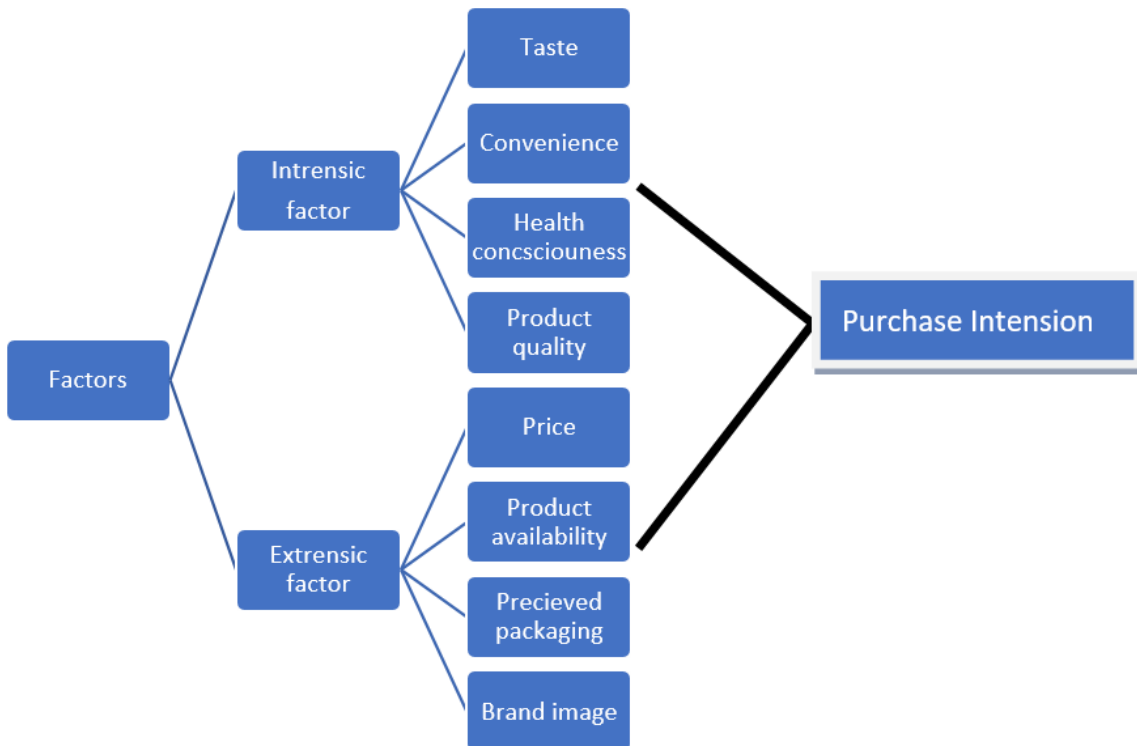 Taste
Convenience
Intrensic
factor
Health
concsciouness
Product
quality
Purchase Intension
Factors
Price
Product
availability
Extrensic
factor
Precieved
packaging
Brand image